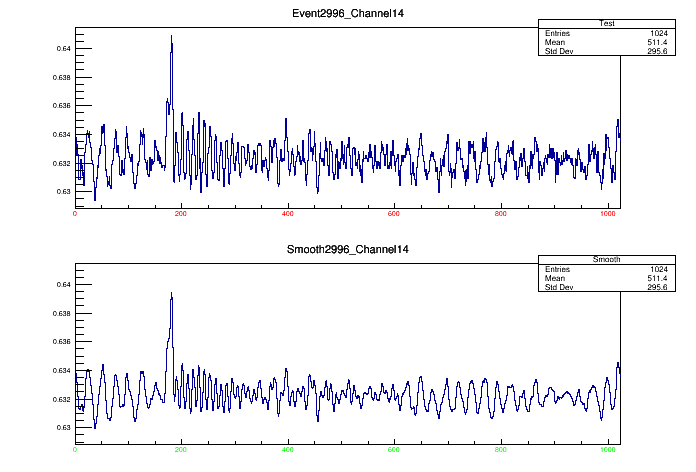 Event2996_Channel14
Test
Entries 1024
Mean 511.4
Std Dev 295.6
0.64
0.638
0.636
0.634
0.632
0.63
0 200 400 600 800 1000
Smooth2996_Channel14
Smooth
Entries 1024
Mean 511.4
Std Dev 295.6
0.64
0.638
0.636
0.634
0.632
0.63
0 200 400 600 800 1000